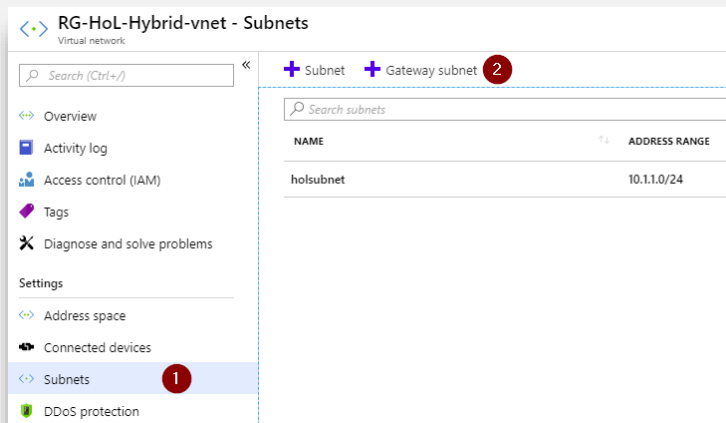 RG-HoL-Hybrid-vnet - Subnets
Virtual network
Search (Ctrl+/)
«
Overview
Activity log
Access control (IAM)
Tags
Diagnose and solve problems
Settings
Address space
Connected devices
Subnets 1
DDoS protection
+ Subnet + Gateway subnet 2
Search subnets
NAME ↑↓ ADDRESS RANGE
holsubnet 10.1.1.0/24